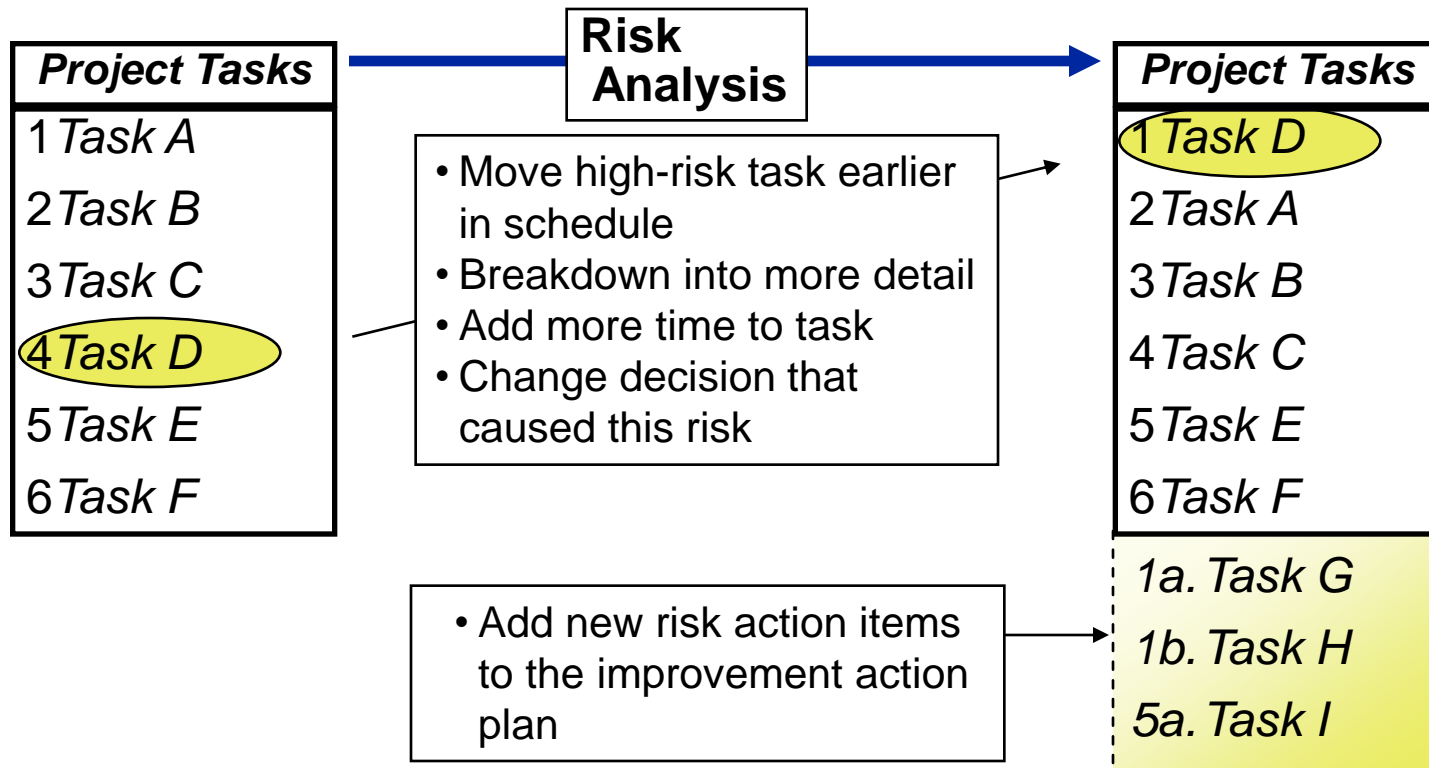 Risk
Analysis
Project Tasks
1 Task A
2 Task B
3 Task C
4 Task D
5 Task E
6 Task F
• Move high-risk task earlier
in schedule
• Breakdown into more detail
• Add more time to task
• Change decision that
caused this risk
• Add new risk action items
to the improvement action
plan
Project Tasks
1 Task D
2 Task A
3 Task B
4 Task C
5 Task E
6 Task F
1a. Task G
1b. Task H
5a. Task I